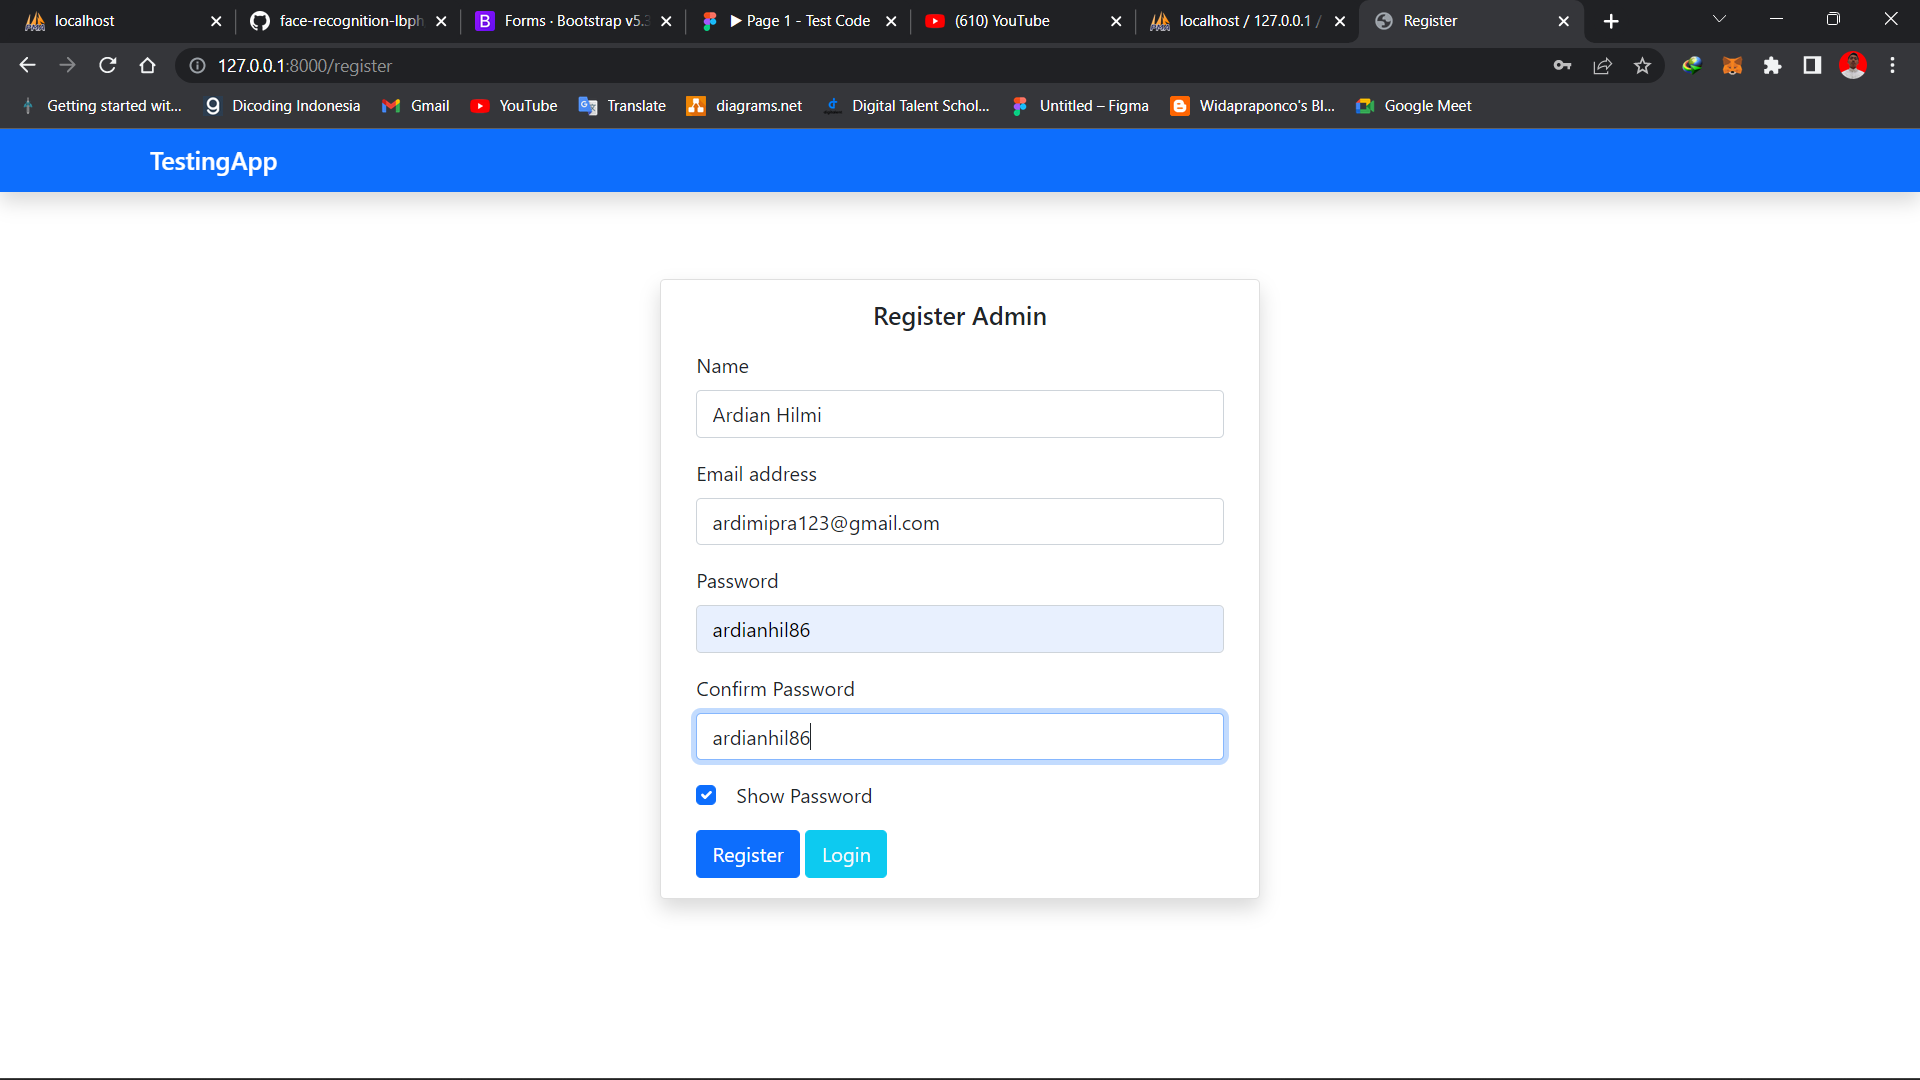 localhost
face-recognition-lbph
Forms · Bootstrap v5.3
▶ Page 1 - Test Code
(610) YouTube
localhost / 127.0.0.1 /
Register
127.0.0.1:8000/register
Getting started wit...
Dicoding Indonesia
Gmail
YouTube
Translate
diagrams.net
Digital Talent Schol...
Untitled – Figma
Widapraponco's Bl...
Google Meet
TestingApp
Register Admin
Name
Ardian Hilmi
Email address
ardimipra123@gmail.com
Password
ardianhil86
Confirm Password
ardianhil86
Show Password
Register Login